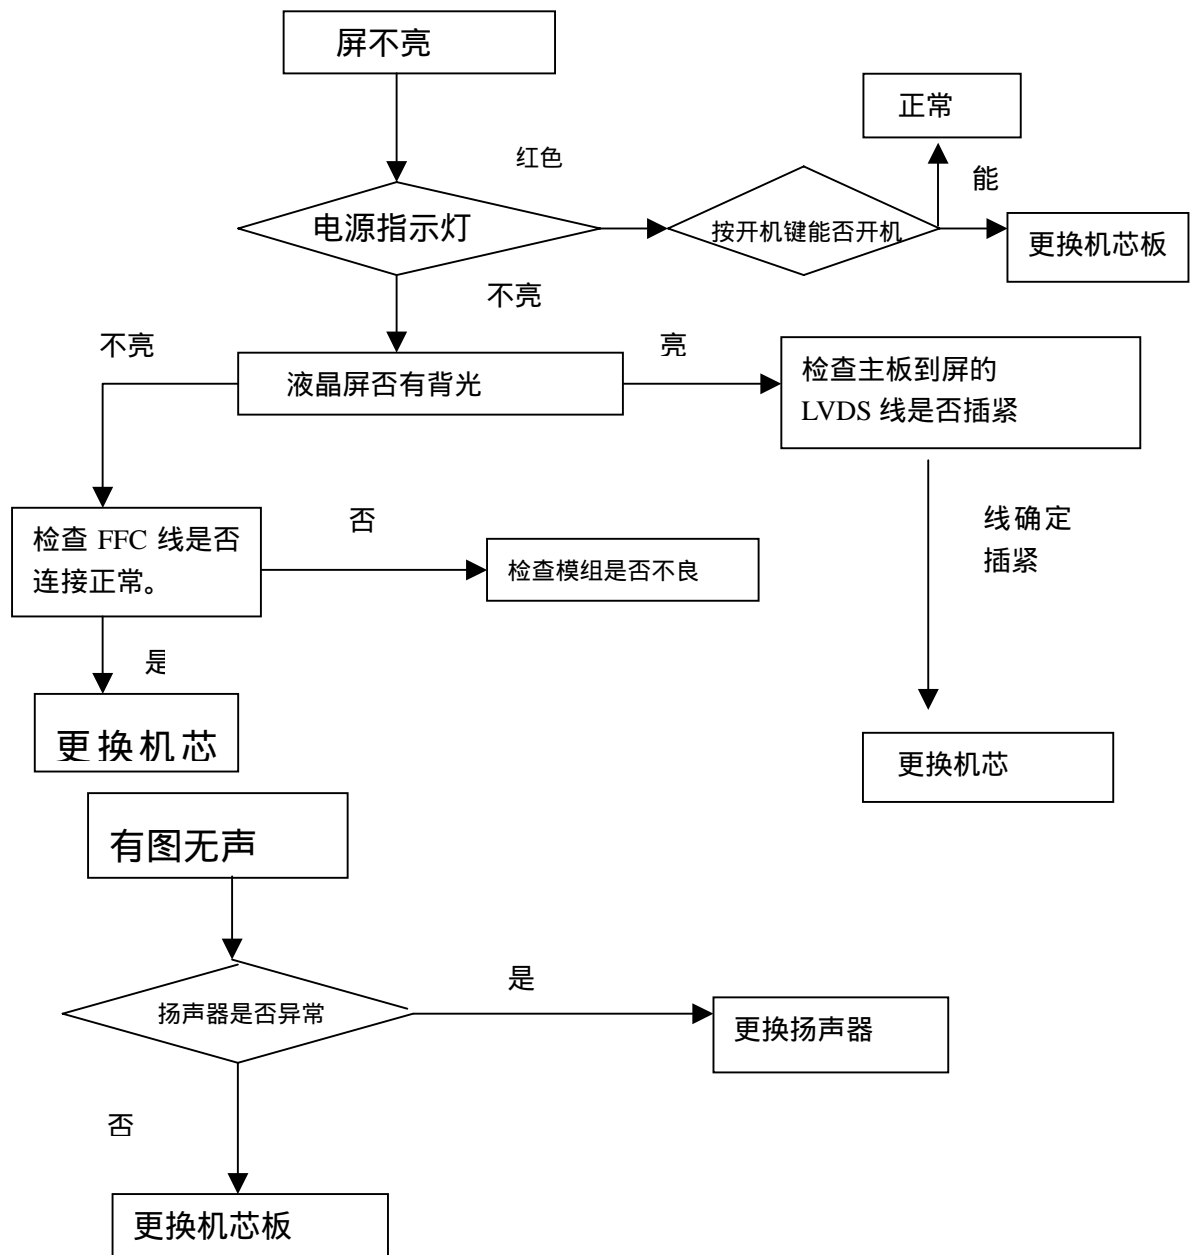 屏不亮
正常
红色
能
电源指示灯
按开机键能否开机
更换机芯板
不亮
不亮
亮
液晶屏否有背光
检查主板到屏的
LVDS 线是否插紧
检查 FFC 线是否
连接正常。
否
检查模组是否不良
线确定
插紧
是
更换机芯
更换机芯
有图无声
扬声器是否异常
是
更换扬声器
否
更换机芯板